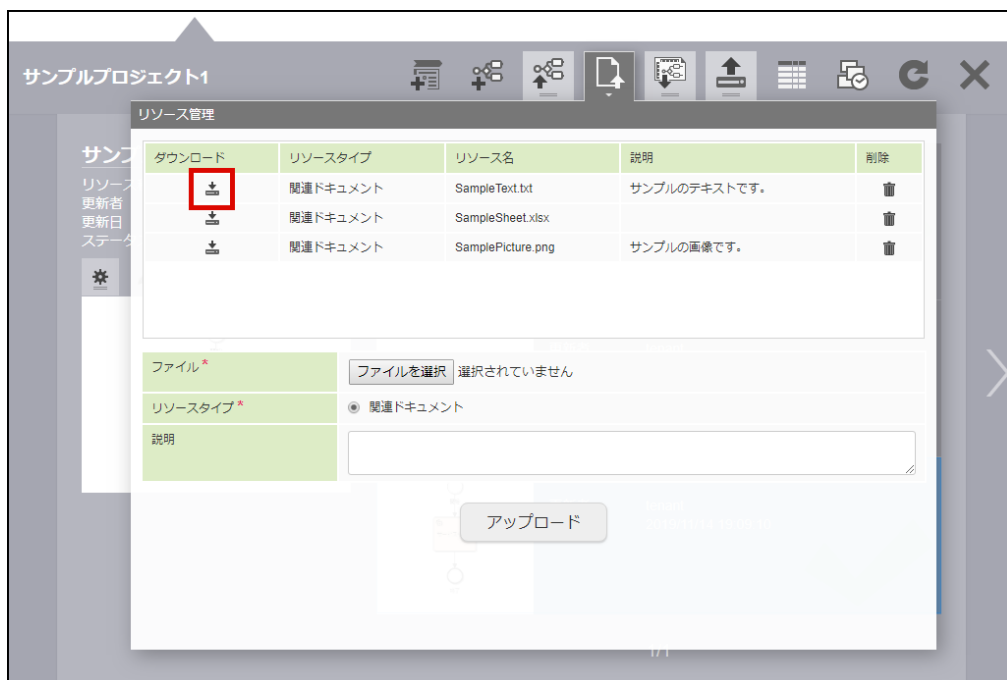 サンプルプロジェクト1
リソース管理
サンプ
リソース
更新者
更新日
ステータ
ダウンロード リソースタイプ リソース名 説明 削除
関連ドキュメント SampleText.txt サンプルのテキストです。
関連ドキュメント SampleSheet.xlsx
関連ドキュメント SamplePicture.png サンプルの画像です。
ファイル*
ファイルを選択 選択されていません
リソースタイプ*
関連ドキュメント
説明
アップロード
1/1